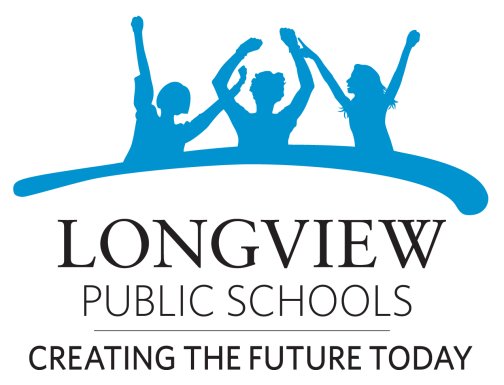 LONGVIEW
PUBLIC SCHOOLS
CREATING THE FUTURE TODAY